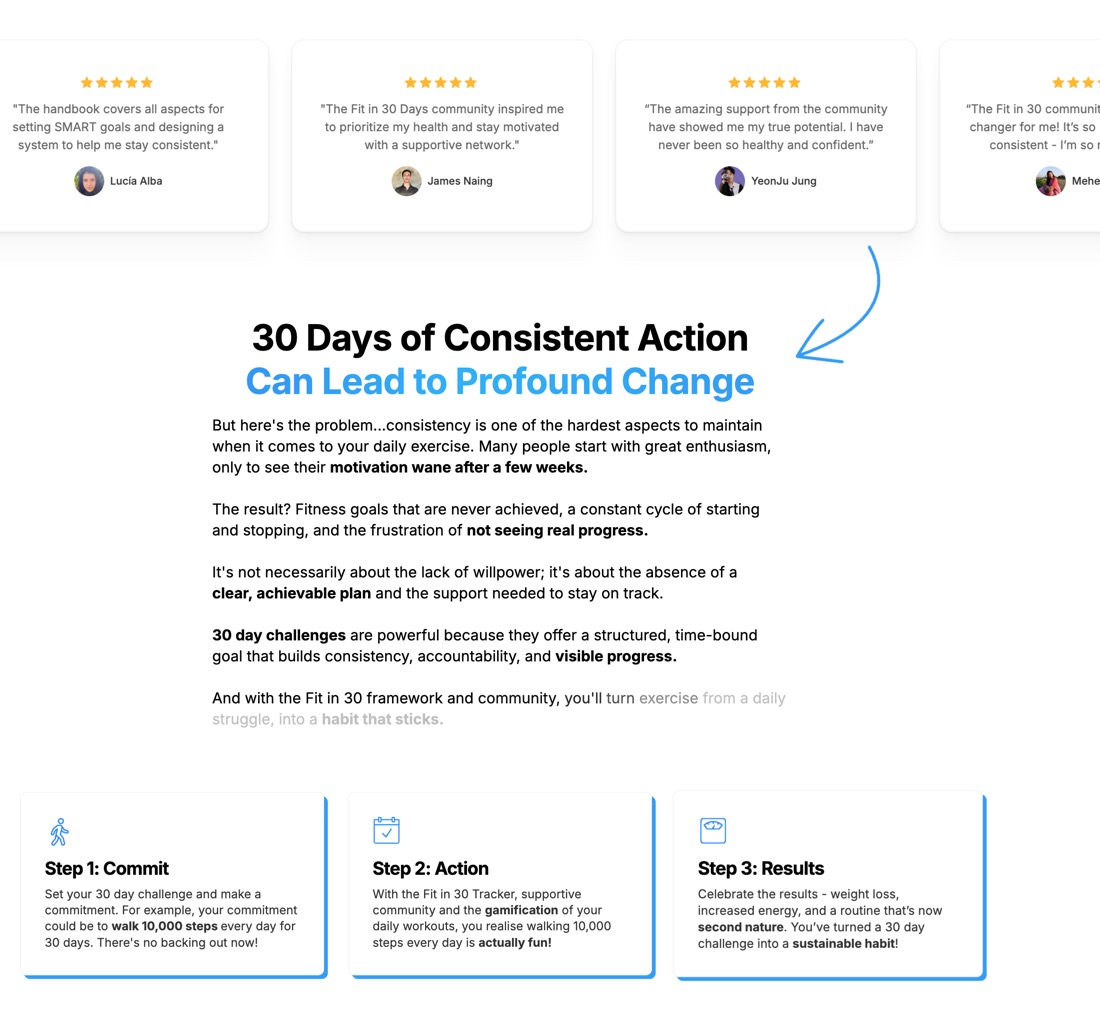 "The handbook covers all aspects for
setting SMART goals and designing a
system to help me stay consistent."
Lucía Alba
"The Fit in 30 Days community inspired me
to prioritize my health and stay motivated
with a supportive network."
James Naing
“The amazing support from the community
have showed me my true potential. I have
never been so healthy and confident.”
YeonJu Jung
“The Fit in 30
changer for me! It’s so
consistent - I’m so
30 Days of Consistent Action
Can Lead to Profound Change
But here's the problem...consistency is one of the hardest aspects to maintain
when it comes to your daily exercise. Many people start with great enthusiasm,
only to see their motivation wane after a few weeks.
The result? Fitness goals that are never achieved, a constant cycle of starting
and stopping, and the frustration of not seeing real progress.
It's not necessarily about the lack of willpower; it's about the absence of a
clear, achievable plan and the support needed to stay on track.
30 day challenges are powerful because they offer a structured, time-bound
goal that builds consistency, accountability, and visible progress.
And with the Fit in 30 framework and community, you'll turn exercise from a daily
struggle, into a habit that sticks.
Step 1: Commit
Set your 30 day challenge and make a
commitment. For example, your commitment
could be to walk 10,000 steps every day for
30 days. There's no backing out now!
Step 2: Action
With the Fit in 30 Tracker, supportive
community and the gamification of your
daily workouts, you realise walking 10,000
steps every day is actually fun!
Step 3: Results
Celebrate the results - weight loss,
increased energy, and a routine that’s now
second nature. You’ve turned a 30 day
challenge into a sustainable habit!